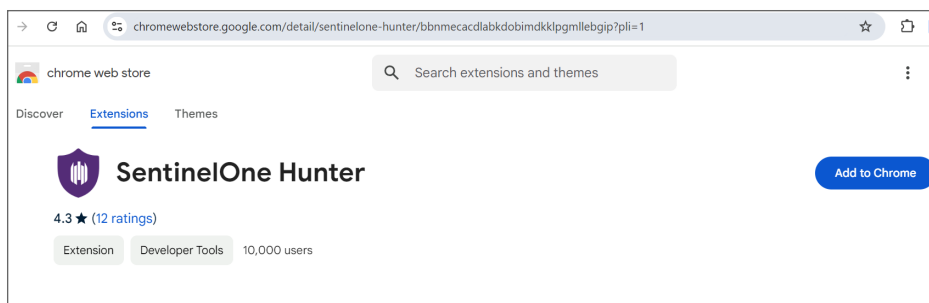 chromewebstore.google.com/detail/sentinelone-hunter/bbnmecacdlabkdobimdkklpgmllebgip?pli=1
chrome web store
Search extensions and themes
Discover Extensions Themes
SentinelOne Hunter
Add to Chrome
4.3 ★ (12 ratings)
Extension Developer Tools 10,000 users